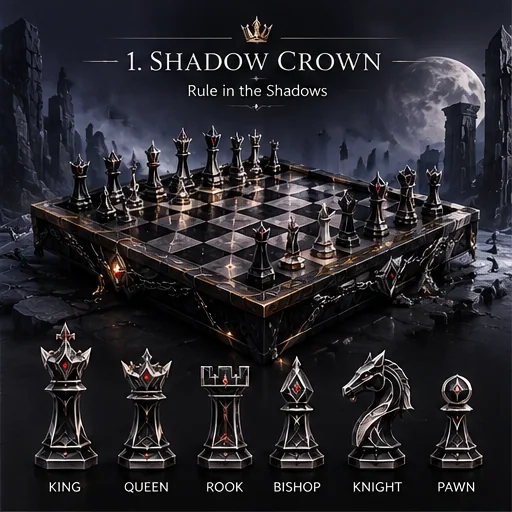 1. SHADOW CROWN
Rule in the Shadows
KING QUEEN ROOK BISHOP KNIGHT PAWN